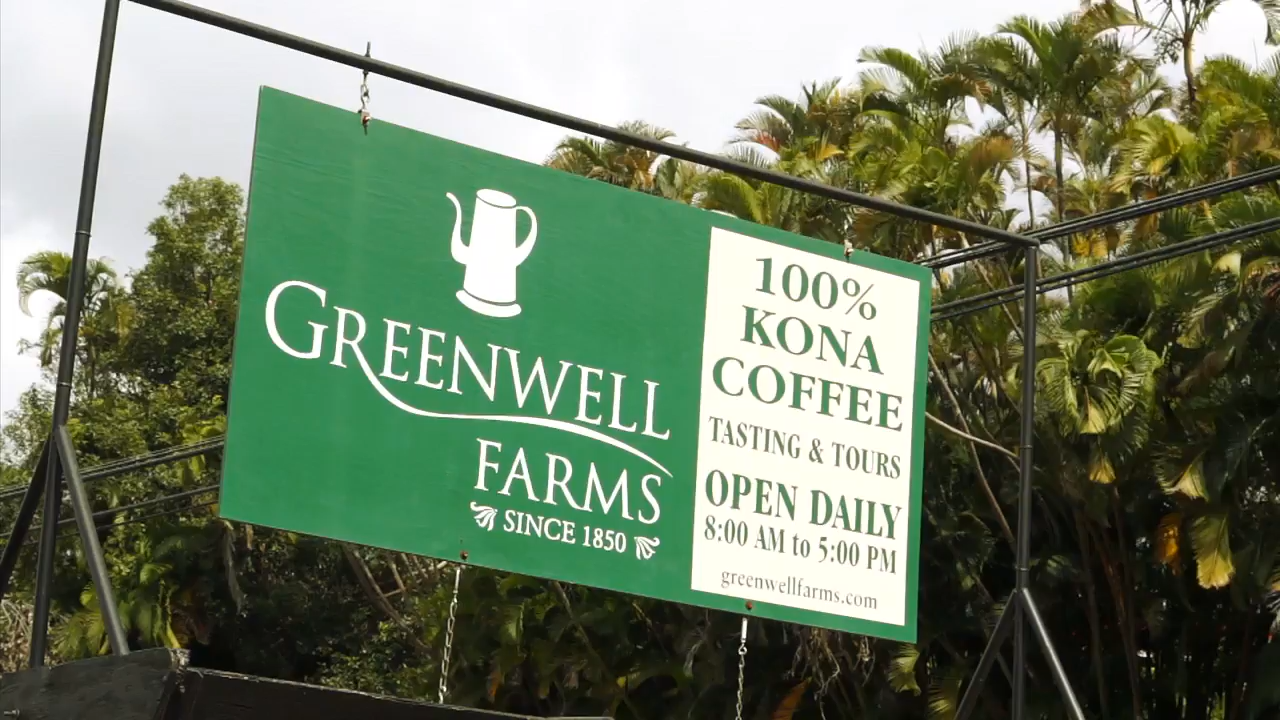 GREENWELL
FARMS
SINCE 1850
100%
KONA
COFFEE
TASTING & TOURS
OPEN DAILY
8:00 AM to 5:00 PM
greenwellfarms.com